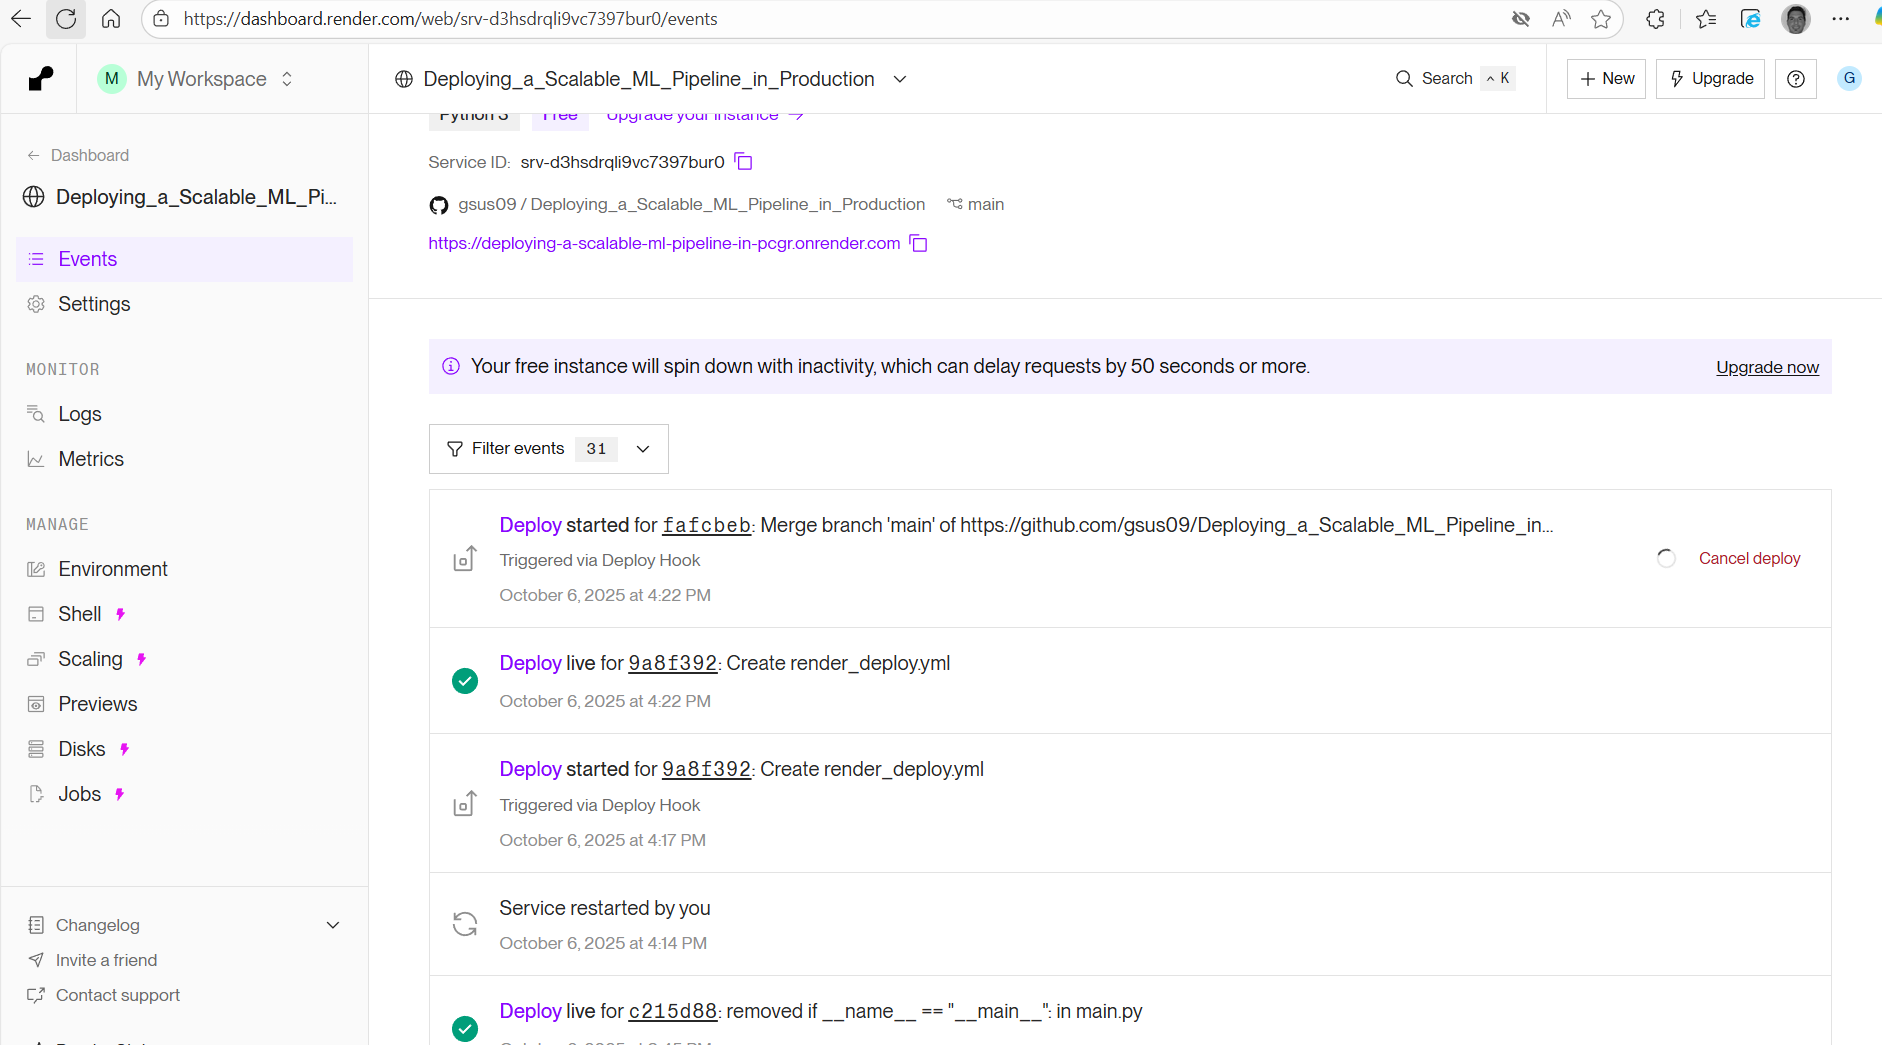 https://dashboard.render.com/web/srv-d3hsdrqli9vc7397bur0/events
M My Workspace
Deploying_a_Scalable_ML_Pipeline_in_Production
Search ^ K
+ New
Upgrade
G
Dashboard
Deploying_a_Scalable_ML_Pi...
Events
Settings
MONITOR
Logs
Metrics
MANAGE
Environment
Shell
Scaling
Previews
Disks
Jobs
Changelog
Invite a friend
Contact support
Python 3
Free
Upgrade your instance →
Service ID: srv-d3hsdrqli9vc7397bur0
gsus09 / Deploying_a_Scalable_ML_Pipeline_in_Production main
https://deploying-a-scalable-ml-pipeline-in-pcgr.onrender.com
Your free instance will spin down with inactivity, which can delay requests by 50 seconds or more.
Upgrade now
Filter events 31
Deploy started for fafcbeb: Merge branch 'main' of https://github.com/gsus09/Deploying_a_Scalable_ML_Pipeline_in...
Triggered via Deploy Hook
October 6, 2025 at 4:22 PM
Cancel deploy
Deploy live for 9a8f392: Create render_deploy.yml
October 6, 2025 at 4:22 PM
Deploy started for 9a8f392: Create render_deploy.yml
Triggered via Deploy Hook
October 6, 2025 at 4:17 PM
Service restarted by you
October 6, 2025 at 4:14 PM
Deploy live for c215d88: removed if __name__ == "__main__": in main.py